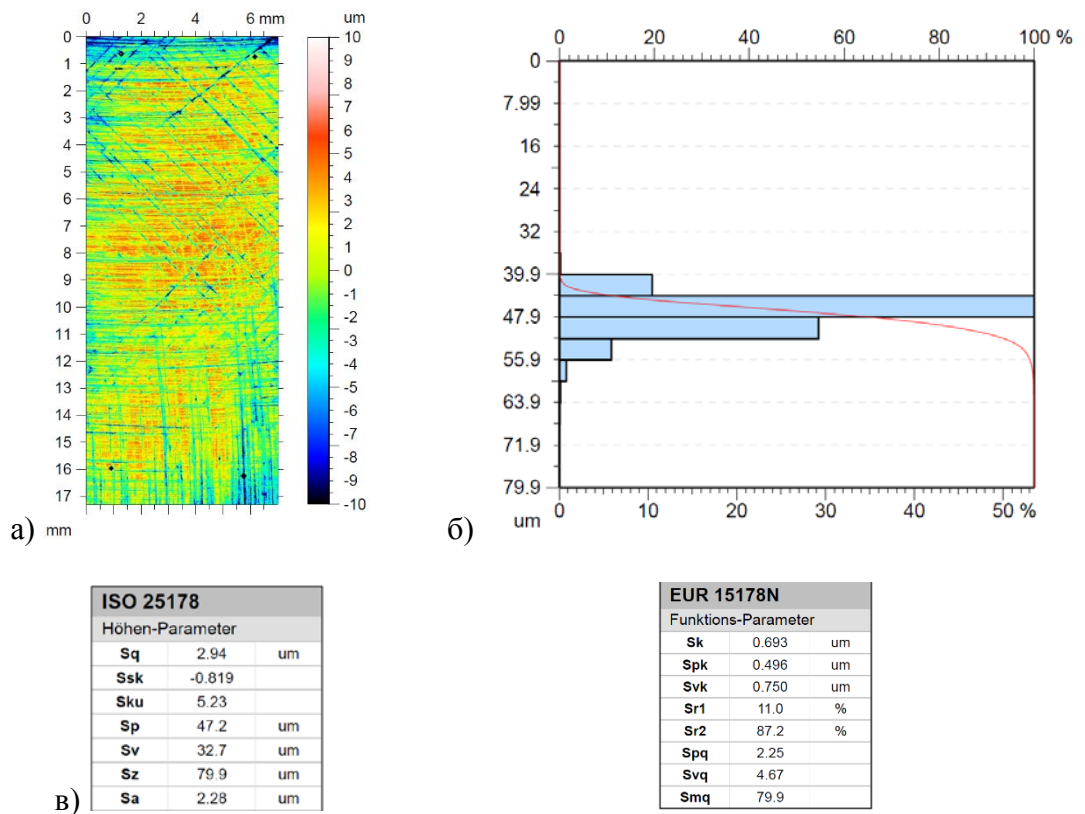 0 2 4 6 mm
um
0
1
2
3
4
5
6
7
8
9
10
11
12
13
14
15
16
17
mm
10
9
8
7
6
5
4
3
2
1
0
-1
-2
-3
-4
-5
-6
-7
-8
-9
-10
а)
0 20 40 60 80 100 %
0
7.99
16
24
32
39.9
47.9
55.9
63.9
71.9
79.9
um 0 10 20 30 40 50 %
б)
ISO 25178
Höhen-Parameter
Sq 2.94 um
Ssk -0.819
Sku 5.23
Sp 47.2 um
Sv 32.7 um
Sz 79.9 um
Sa 2.28 um
в)
EUR 15178N
Funktions-Parameter
Sk 0.693 um
Spk 0.496 um
Svk 0.750 um
Sr1 11.0 %
Sr2 87.2 %
Spq 2.25
Svq 4.67
Smq 79.9